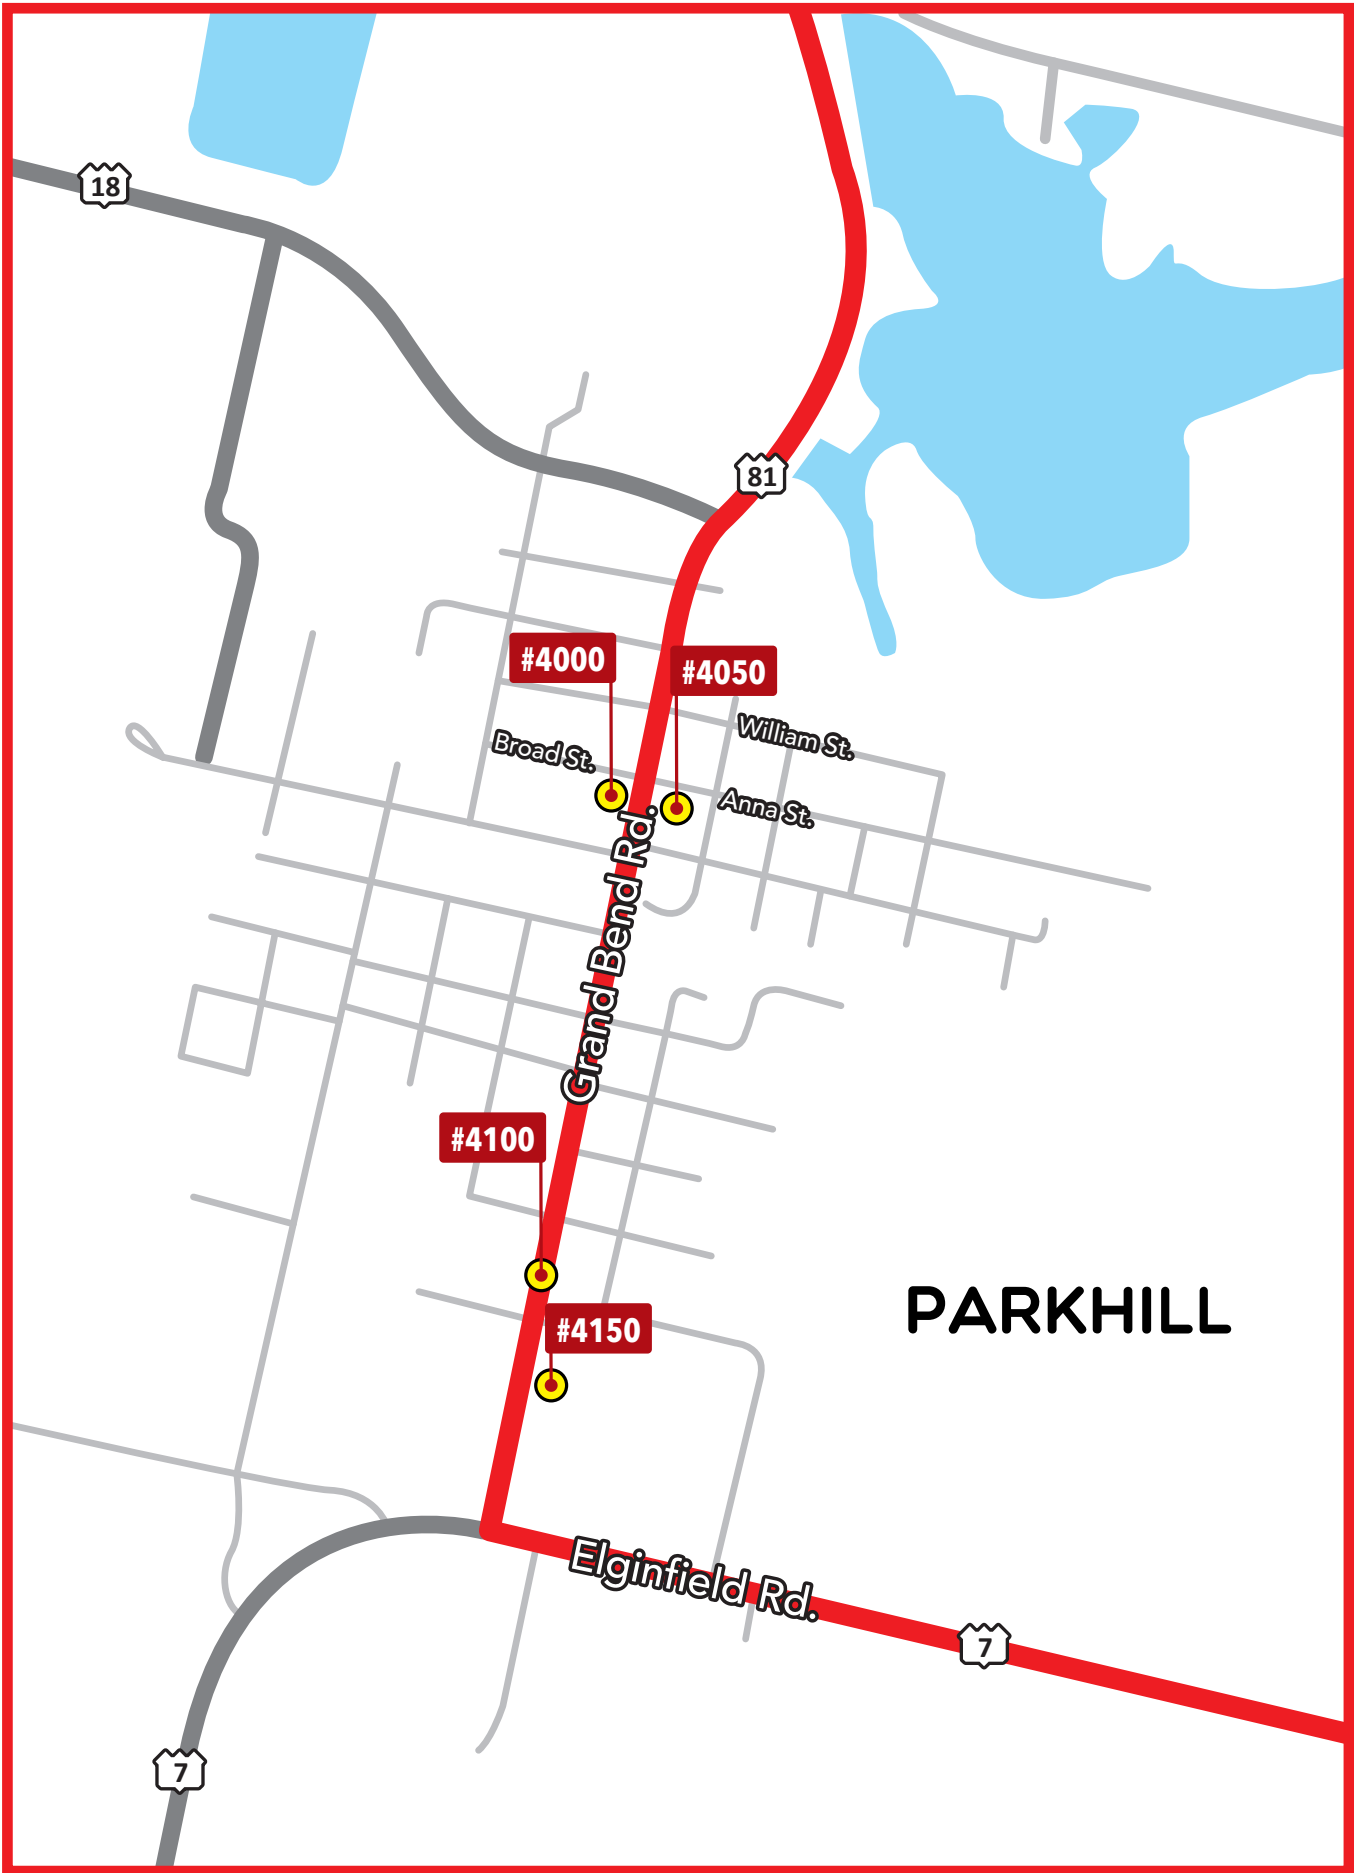 18
81
#4000
#4050
William St.
Broad St.
Anna St.
Grand Bend Rd.
#4100
PARKHILL
#4150
Elginfield Rd.
7
7